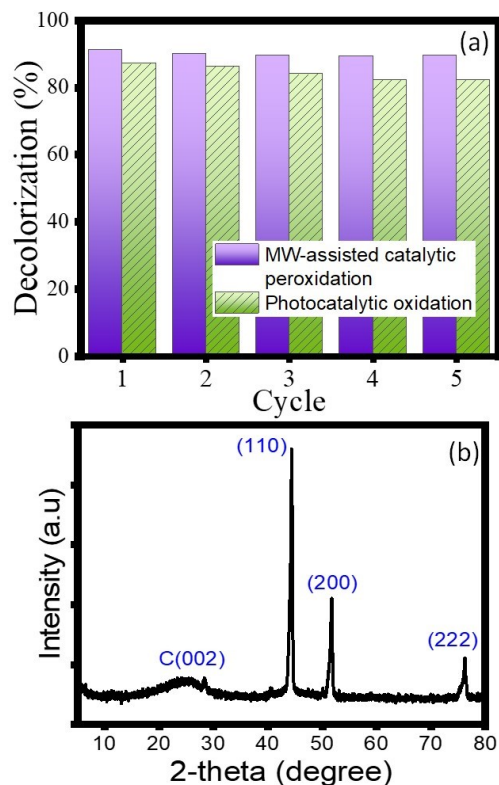 (a)
Decolorization (%)
100
80
60
40
20
0
MW-assisted catalytic
peroxidation
Photocatalytic oxidation
1 2 3 4 5
Cycle
(b)
Intensity (a.u)
(110)
(200)
(222)
C(002)
10 20 30 40 50 60 70 80
2-theta (degree)